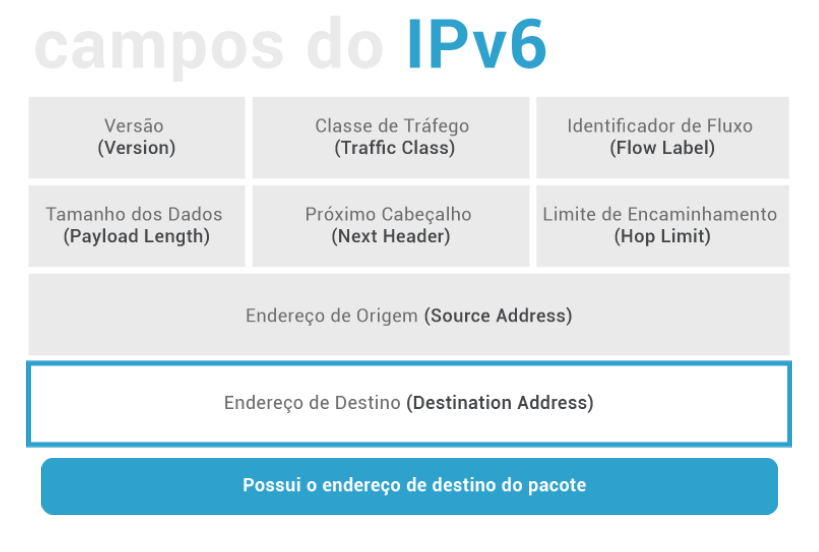 campos do IPv6
Versão
(Version)
Classe de Tráfego
(Traffic Class)
Identificador de Fluxo
(Flow Label)
Tamanho dos Dados
(Payload Length)
Próximo Cabeçalho
(Next Header)
Limite de Encaminhamento
(Hop Limit)
Endereço de Origem (Source Address)
Endereço de Destino (Destination Address)
Possui o endereço de destino do pacote